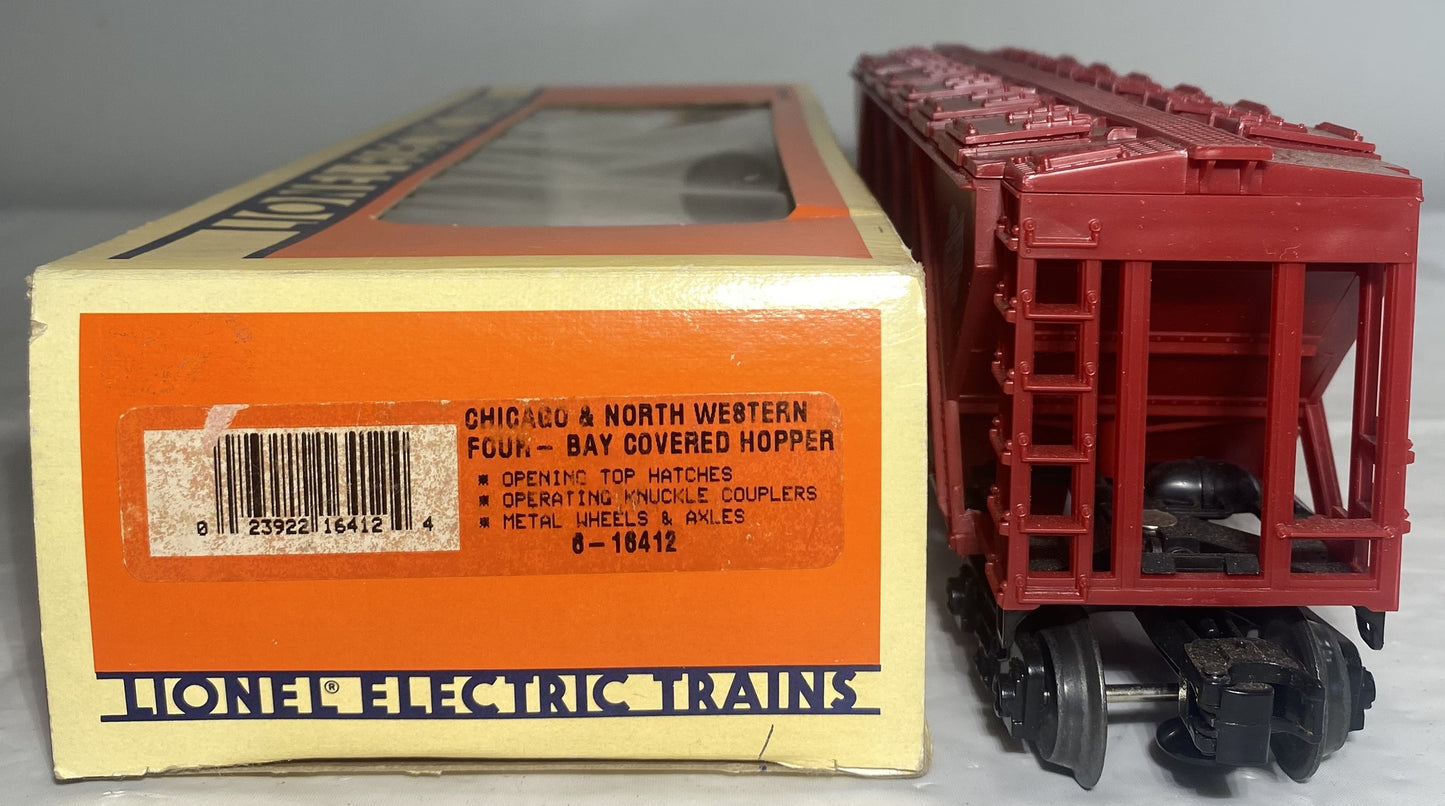 LIONEL
CHICAGO & NORTH WESTERN
FOUR - BAY COVERED HOPPER
* OPENING TOP HATCHES
* OPERATING KNUCKLE COUPLERS
* METAL WHEELS & AXLES
6-16412
0 23922 16412 4
LIONEL® ELECTRIC TRAINS